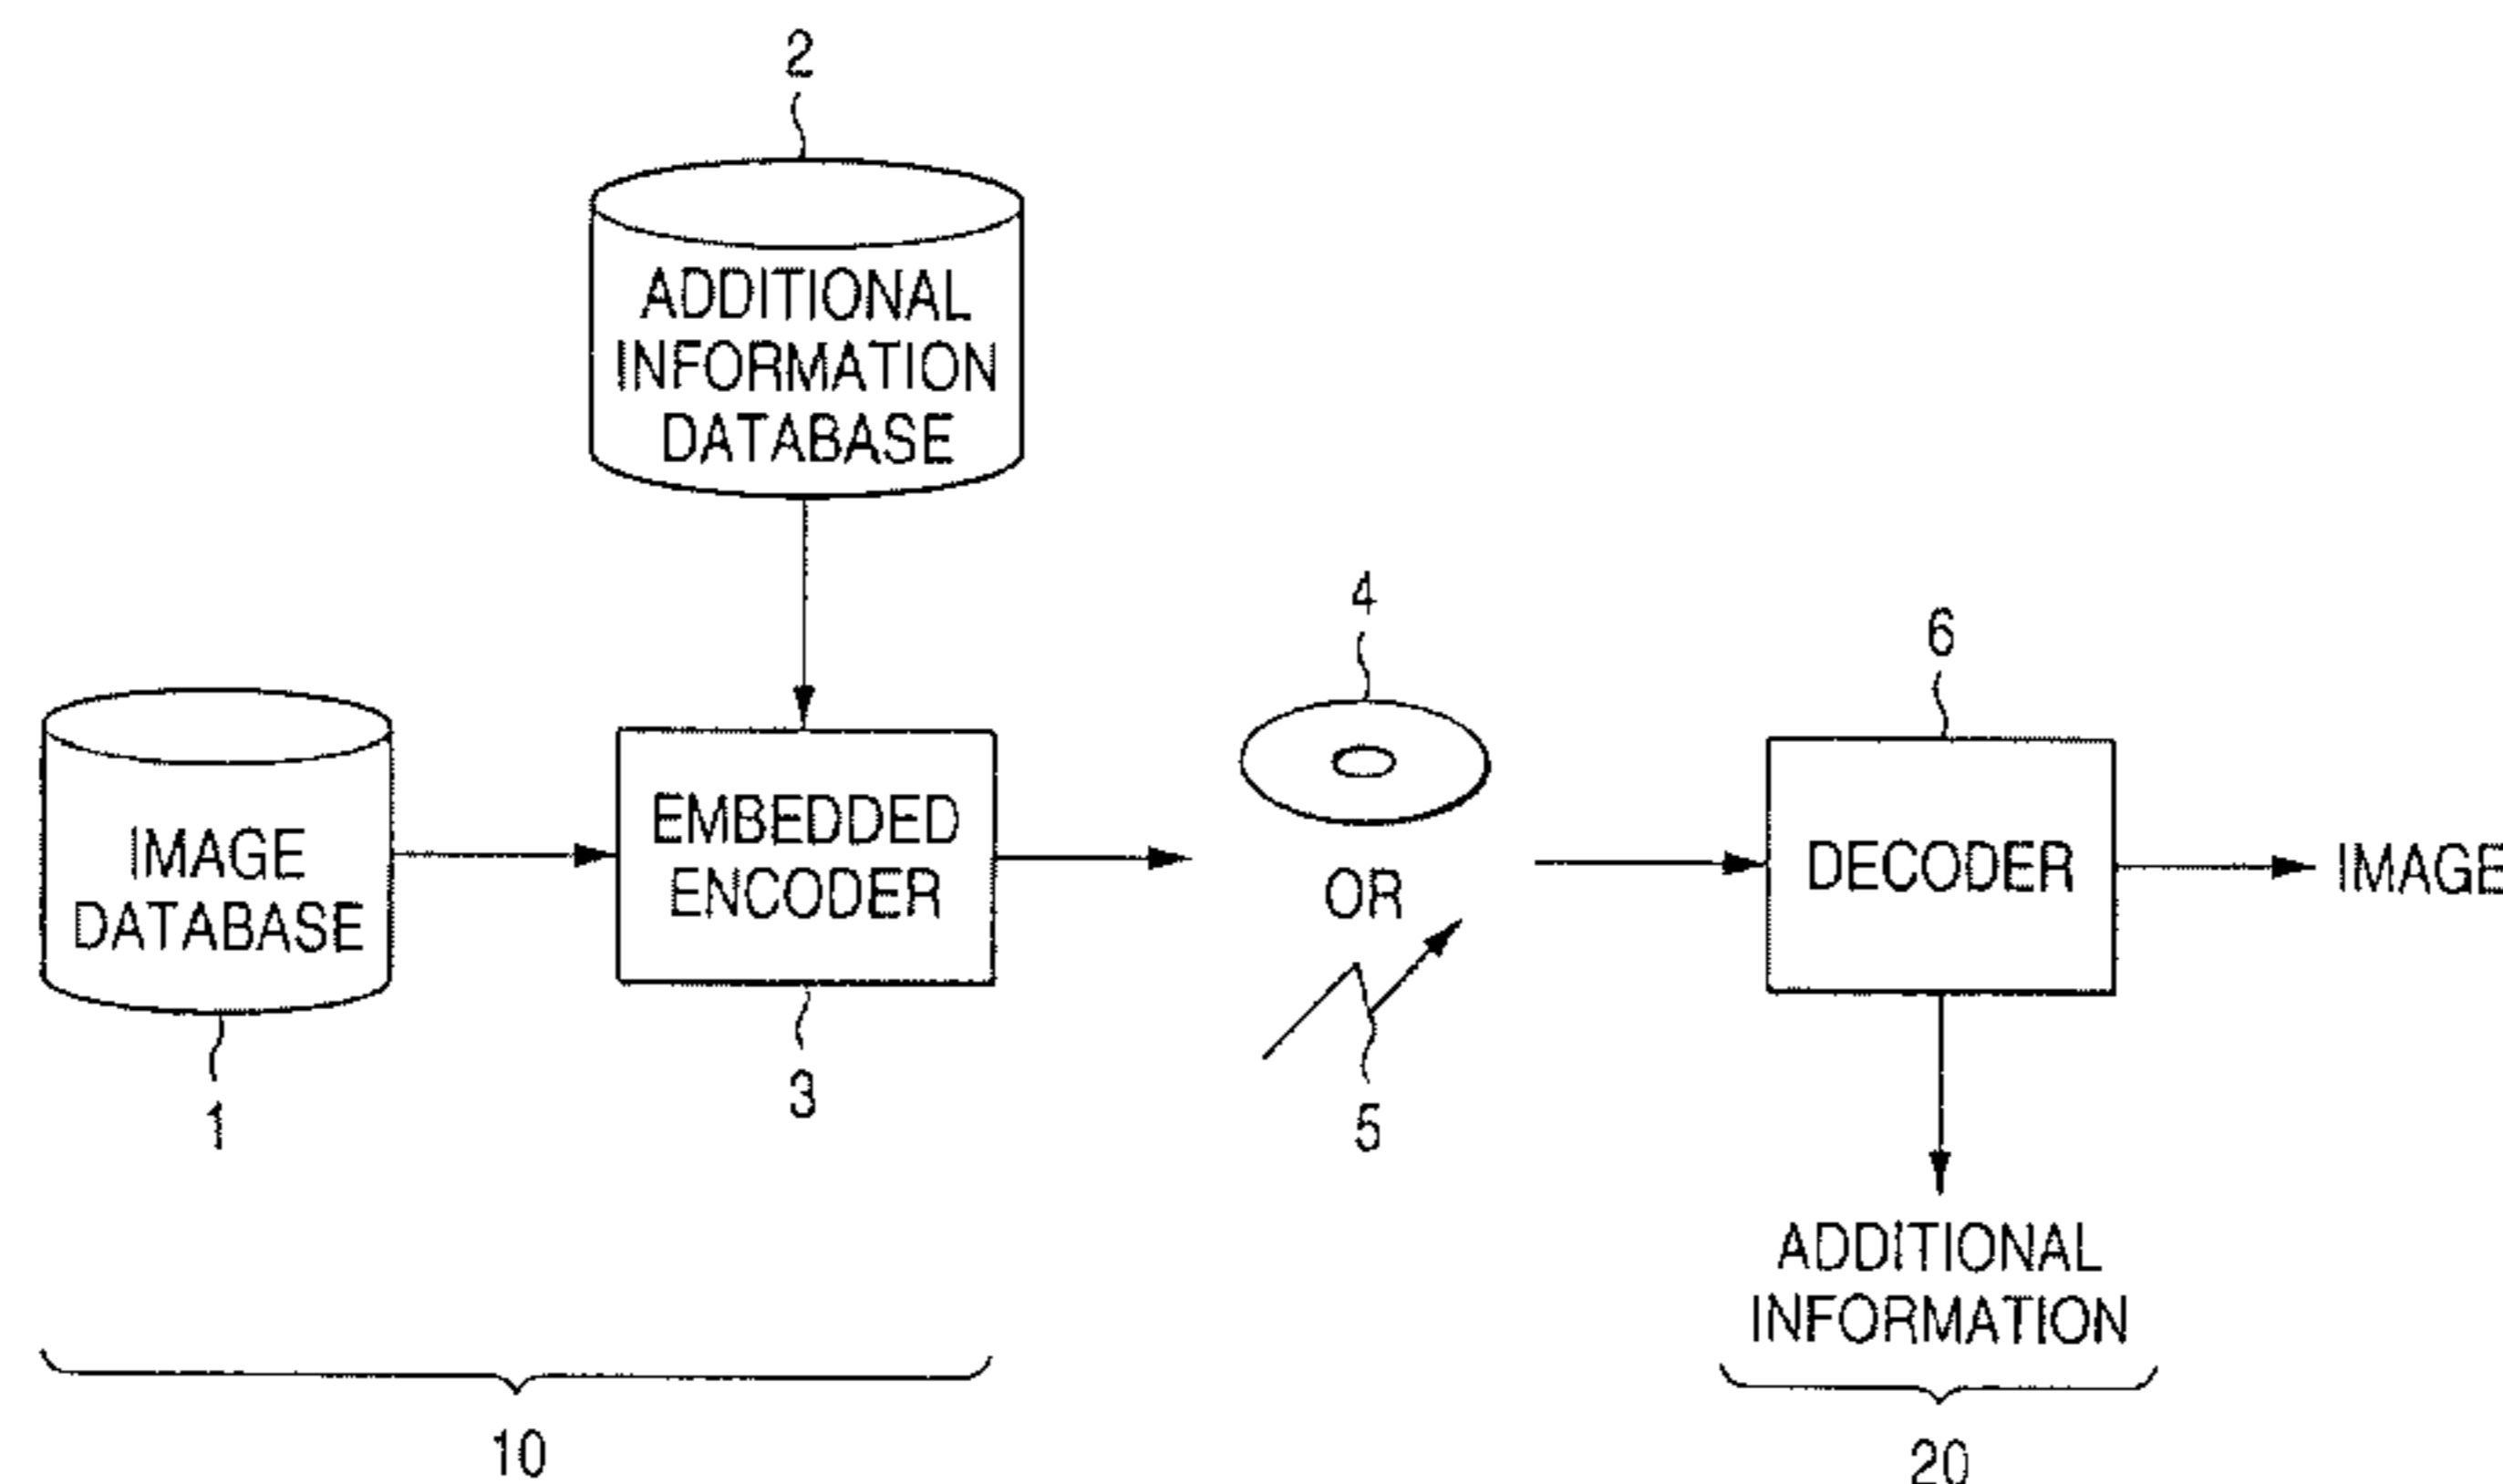 2
ADDITIONAL
INFORMATION
DATABASE
4
6
IMAGE
DATABASE
EMBEDDED
ENCODER
OR
DECODER
IMAGE
1
3
5
ADDITIONAL
INFORMATION
10
20